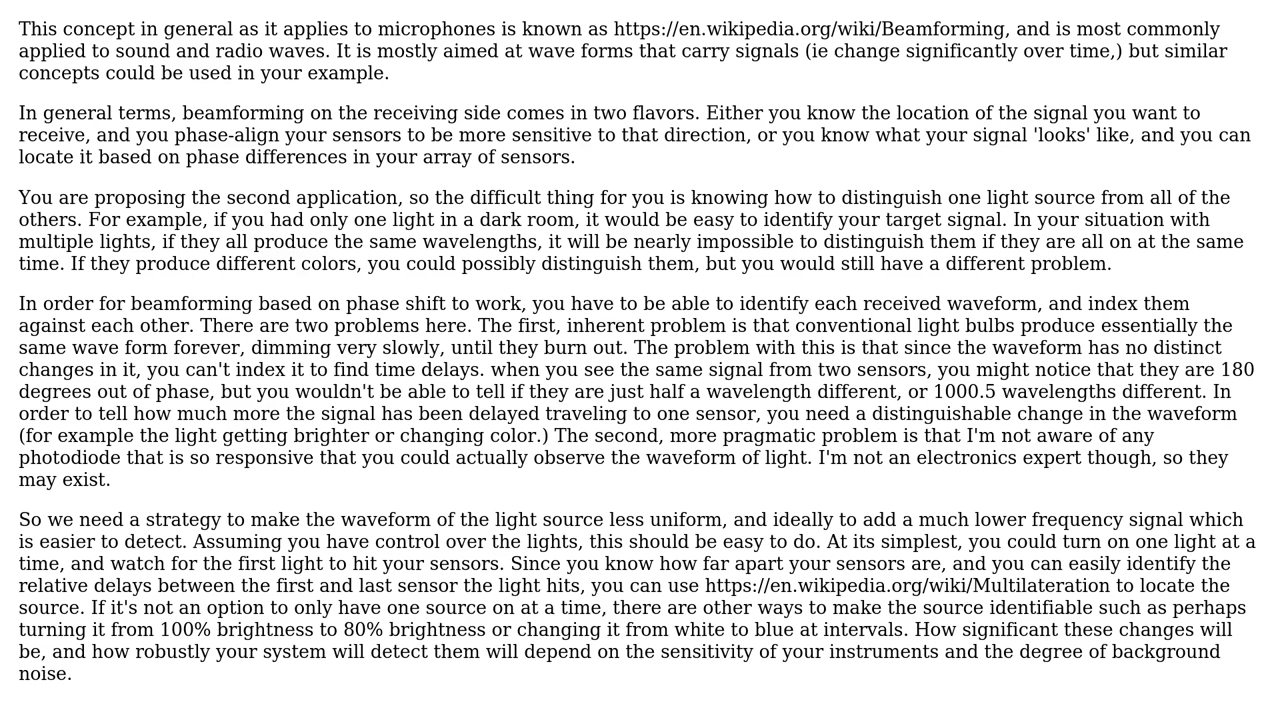 This concept in general as it applies to microphones is known as https://en.wikipedia.org/wiki/Beamforming, and is most commonly
applied to sound and radio waves. It is mostly aimed at wave forms that carry signals (ie change significantly over time,) but similar
concepts could be used in your example.
In general terms, beamforming on the receiving side comes in two flavors. Either you know the location of the signal you want to
receive, and you phase-align your sensors to be more sensitive to that direction, or you know what your signal 'looks' like, and you can
locate it based on phase differences in your array of sensors.
You are proposing the second application, so the difficult thing for you is knowing how to distinguish one light source from all of the
others. For example, if you had only one light in a dark room, it would be easy to identify your target signal. In your situation with
multiple lights, if they all produce the same wavelengths, it will be nearly impossible to distinguish them if they are all on at the same
time. If they produce different colors, you could possibly distinguish them, but you would still have a different problem.
In order for beamforming based on phase shift to work, you have to be able to identify each received waveform, and index them
against each other. There are two problems here. The first, inherent problem is that conventional light bulbs produce essentially the
same wave form forever, dimming very slowly, until they burn out. The problem with this is that since the waveform has no distinct
changes in it, you can't index it to find time delays. when you see the same signal from two sensors, you might notice that they are 180
degrees out of phase, but you wouldn't be able to tell if they are just half a wavelength different, or 1000.5 wavelengths different. In
order to tell how much more the signal has been delayed traveling to one sensor, you need a distinguishable change in the waveform
(for example the light getting brighter or changing color.) The second, more pragmatic problem is that I'm not aware of any
photodiode that is so responsive that you could actually observe the waveform of light. I'm not an electronics expert though, so they
may exist.
So we need a strategy to make the waveform of the light source less uniform, and ideally to add a much lower frequency signal which
is easier to detect. Assuming you have control over the lights, this should be easy to do. At its simplest, you could turn on one light at a
time, and watch for the first light to hit your sensors. Since you know how far apart your sensors are, and you can easily identify the
relative delays between the first and last sensor the light hits, you can use https://en.wikipedia.org/wiki/Multilateration to locate the
source. If it's not an option to only have one source on at a time, there are other ways to make the source identifiable such as perhaps
turning it from 100% brightness to 80% brightness or changing it from white to blue at intervals. How significant these changes will
be, and how robustly your system will detect them will depend on the sensitivity of your instruments and the degree of background
noise.